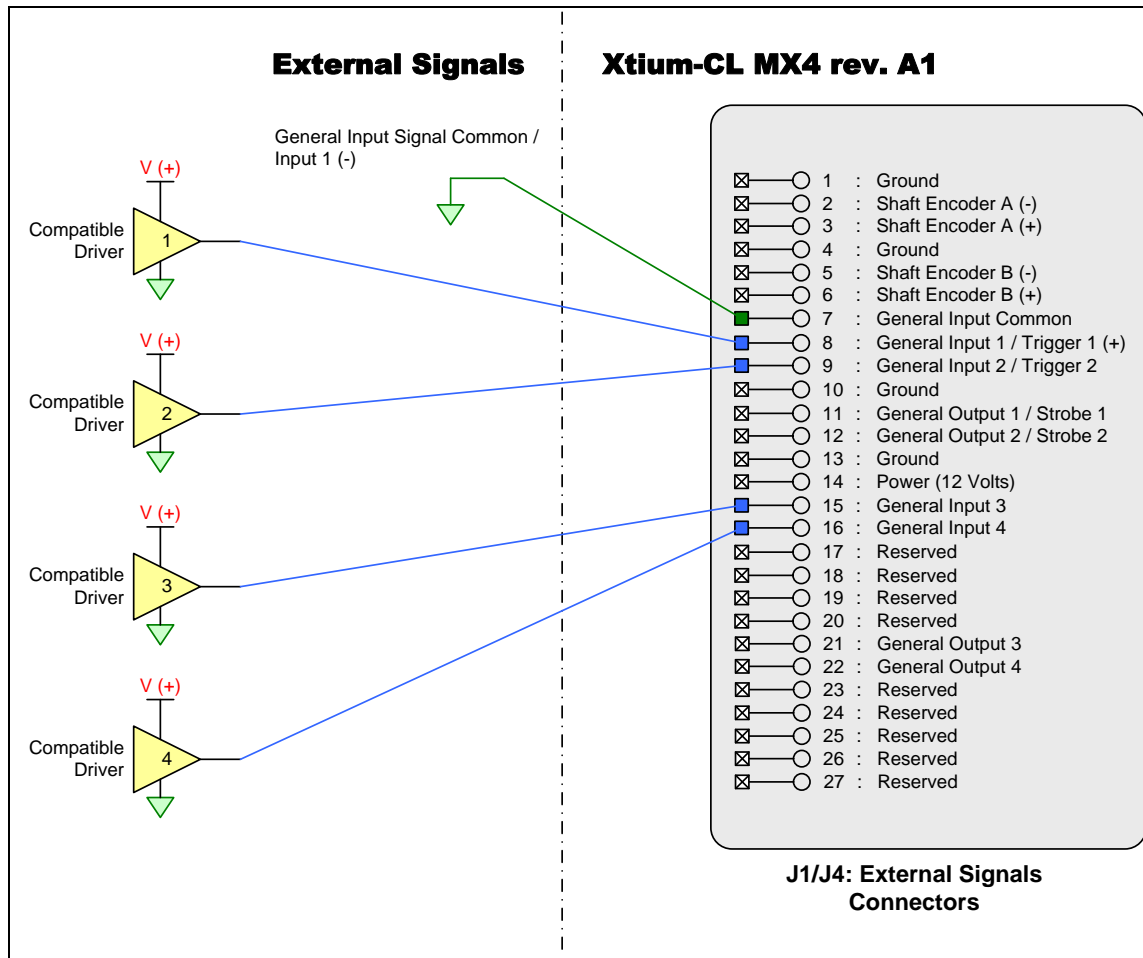 External Signals
Xtium-CL MX4 rev. A1
General Input Signal Common /
Input 1 (-)
V (+)
Compatible
Driver
1
V (+)
Compatible
Driver
2
V (+)
Compatible
Driver
3
V (+)
Compatible
Driver
4
1 : Ground
2 : Shaft Encoder A (-)
3 : Shaft Encoder A (+)
4 : Ground
5 : Shaft Encoder B (-)
6 : Shaft Encoder B (+)
7 : General Input Common
8 : General Input 1 / Trigger 1 (+)
9 : General Input 2 / Trigger 2
10 : Ground
11 : General Output 1 / Strobe 1
12 : General Output 2 / Strobe 2
13 : Ground
14 : Power (12 Volts)
15 : General Input 3
16 : General Input 4
17 : Reserved
18 : Reserved
19 : Reserved
20 : Reserved
21 : General Output 3
22 : General Output 4
23 : Reserved
24 : Reserved
25 : Reserved
26 : Reserved
27 : Reserved
J1/J4: External Signals
Connectors